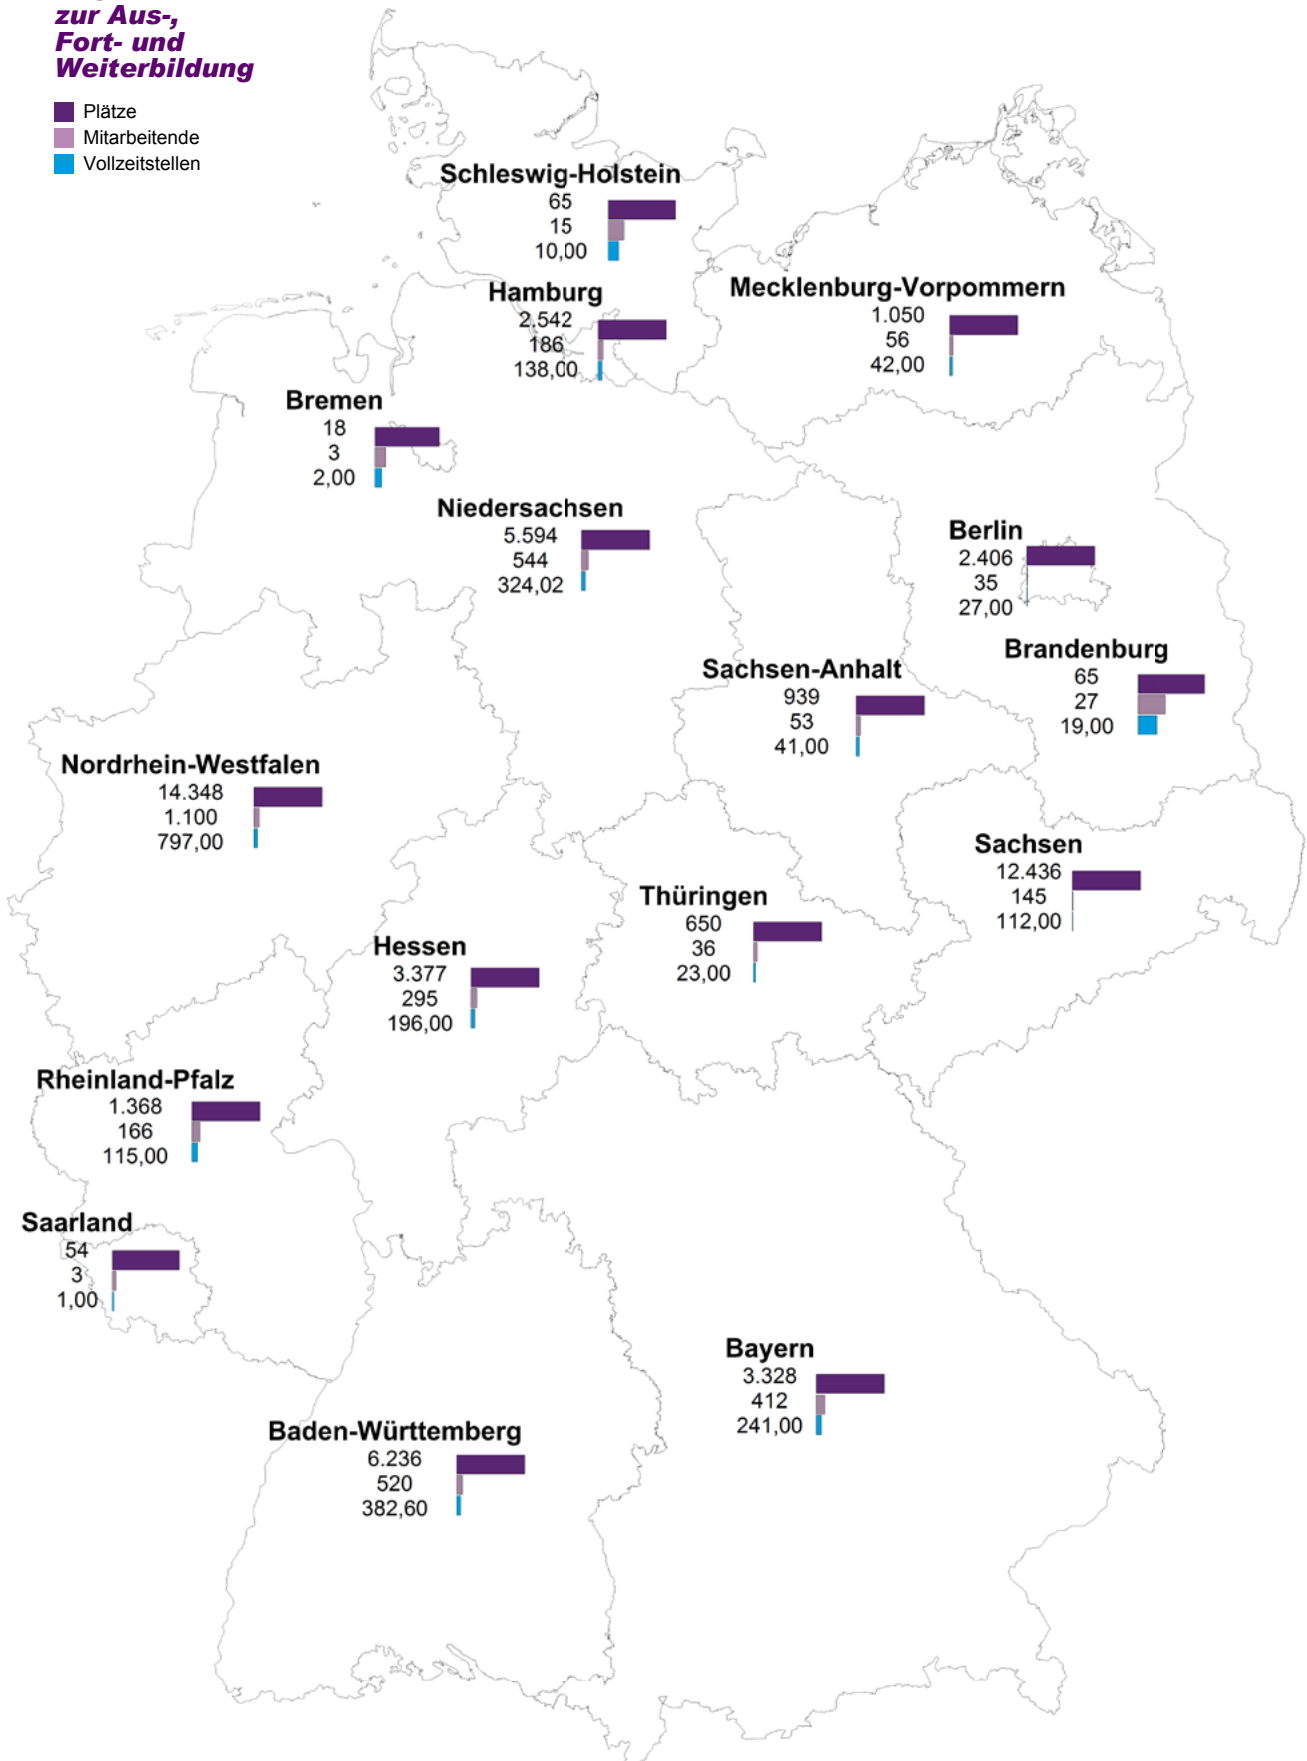 zur Aus-,
Fort- und
Weiterbildung
Plätze
Mitarbeitende
Vollzeitstellen
Schleswig-Holstein
65
15
10,00
Hamburg
2.542
186
138,00
Mecklenburg-Vorpommern
1.050
56
42,00
Bremen
18
3
2,00
Niedersachsen
5.594
544
324,02
Berlin
2.406
35
27,00
Brandenburg
65
27
19,00
Sachsen-Anhalt
939
53
41,00
Nordrhein-Westfalen
14.348
1.100
797,00
Sachsen
12.436
145
112,00
Thüringen
650
36
23,00
Hessen
3.377
295
196,00
Rheinland-Pfalz
1.368
166
115,00
Saarland
54
3
1,00
Bayern
3.328
412
241,00
Baden-Württemberg
6.236
520
382,60